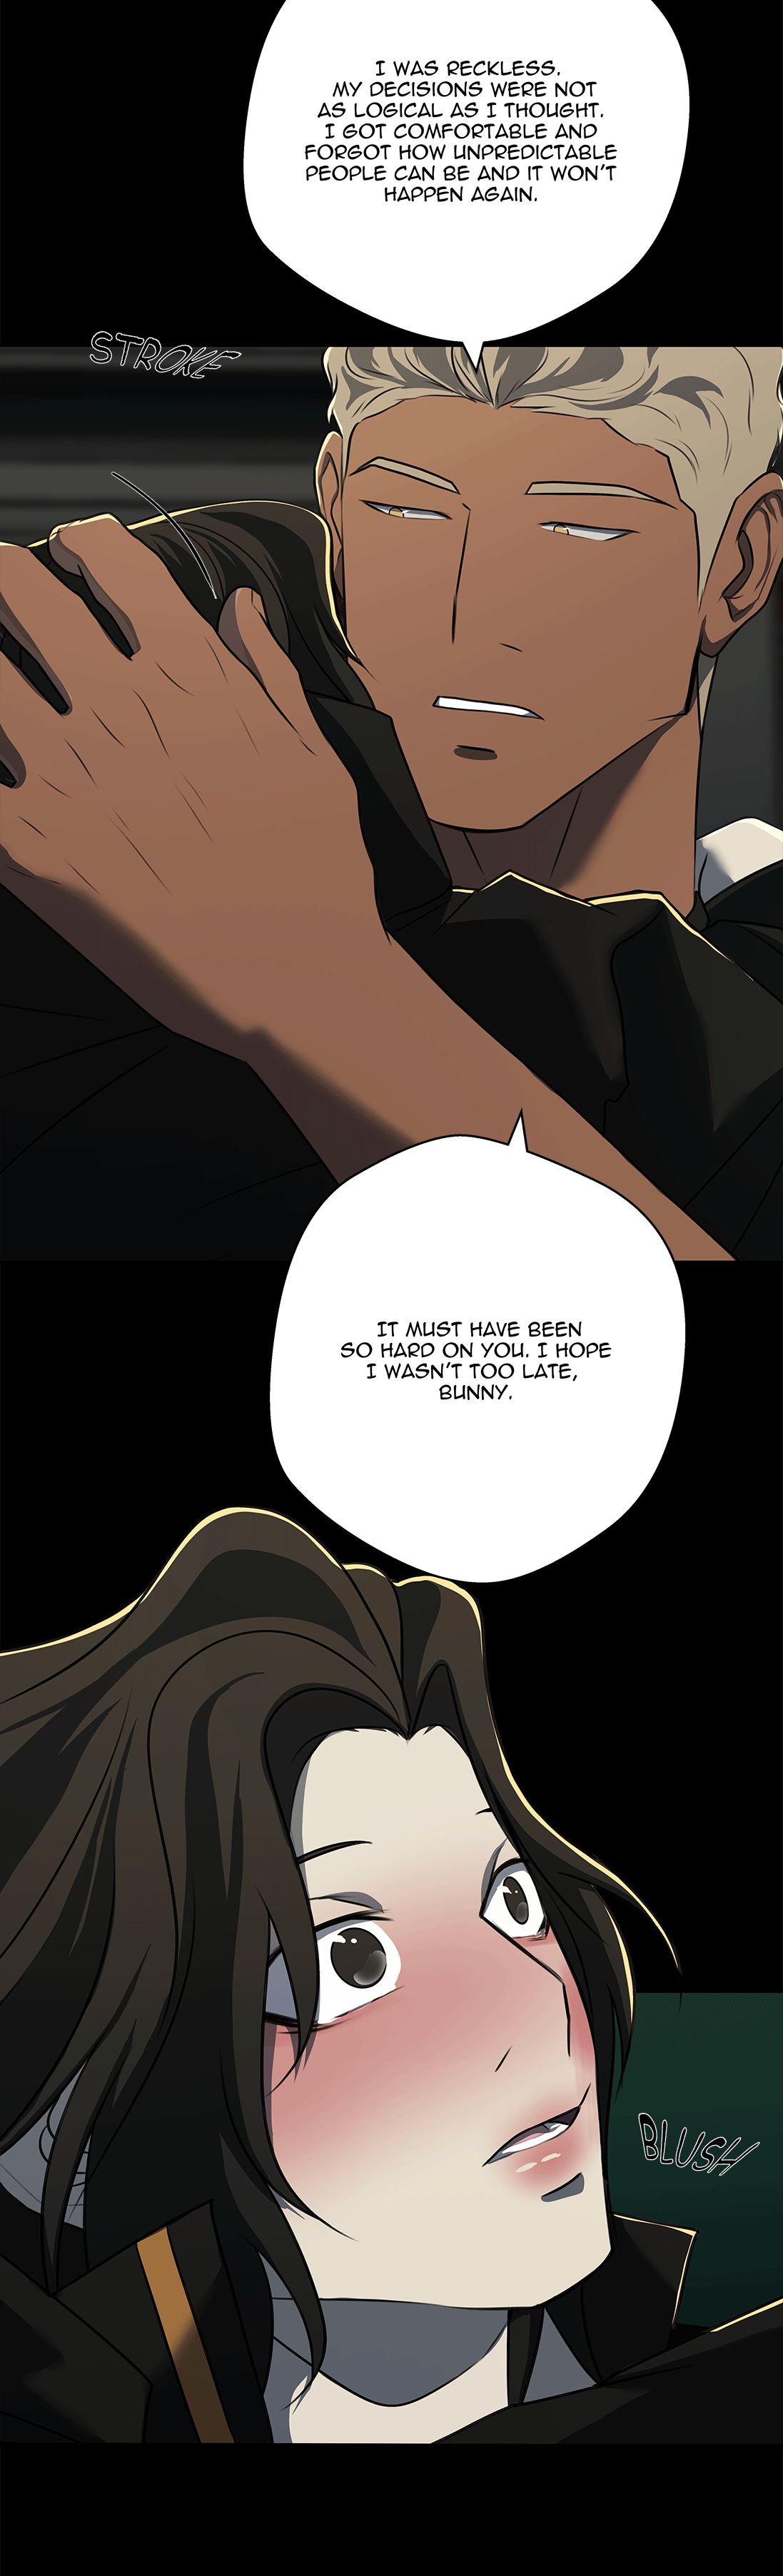 I WAS RECKLESS.
MY DECISIONS WERE NOT
AS LOGICAL AS I THOUGHT.
I GOT COMFORTABLE AND
FORGOT HOW UNPREDICTABLE
PEOPLE CAN BE AND IT WON'T
HAPPEN AGAIN.
STROKE
IT MUST HAVE BEEN
SO HARD ON YOU. I HOPE
I WASN'T TOO LATE,
BUNNY.
BLUSH